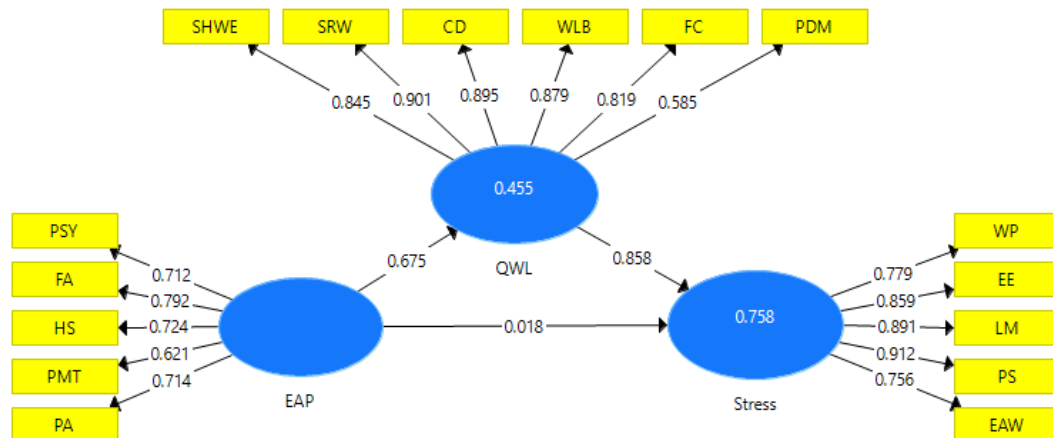 SHWE SRW CD WLB FC PDM
0.845 0.901 0.895 0.879 0.819 0.585
0.455
QWL
PSY
FA
HS
PMT
PA
0.712
0.792
0.724
0.621
0.714
EAP
0.675
0.858
0.018
0.758
Stress
0.779
0.859
0.891
0.912
0.756
WP
EE
LM
PS
EAW